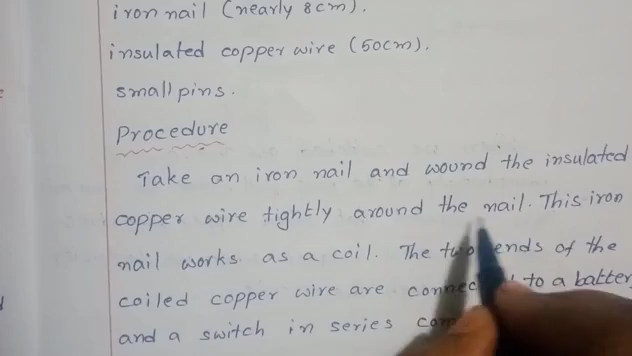 iron nail (nearly 8cm).
insulated copper wire (50cm).
small pins.
Procedure
Take an iron nail and wound the insulated
copper wire tightly around the nail. This iron
nail works as a coil. The two ends of the
coiled copper wire are to a
and a switch in series